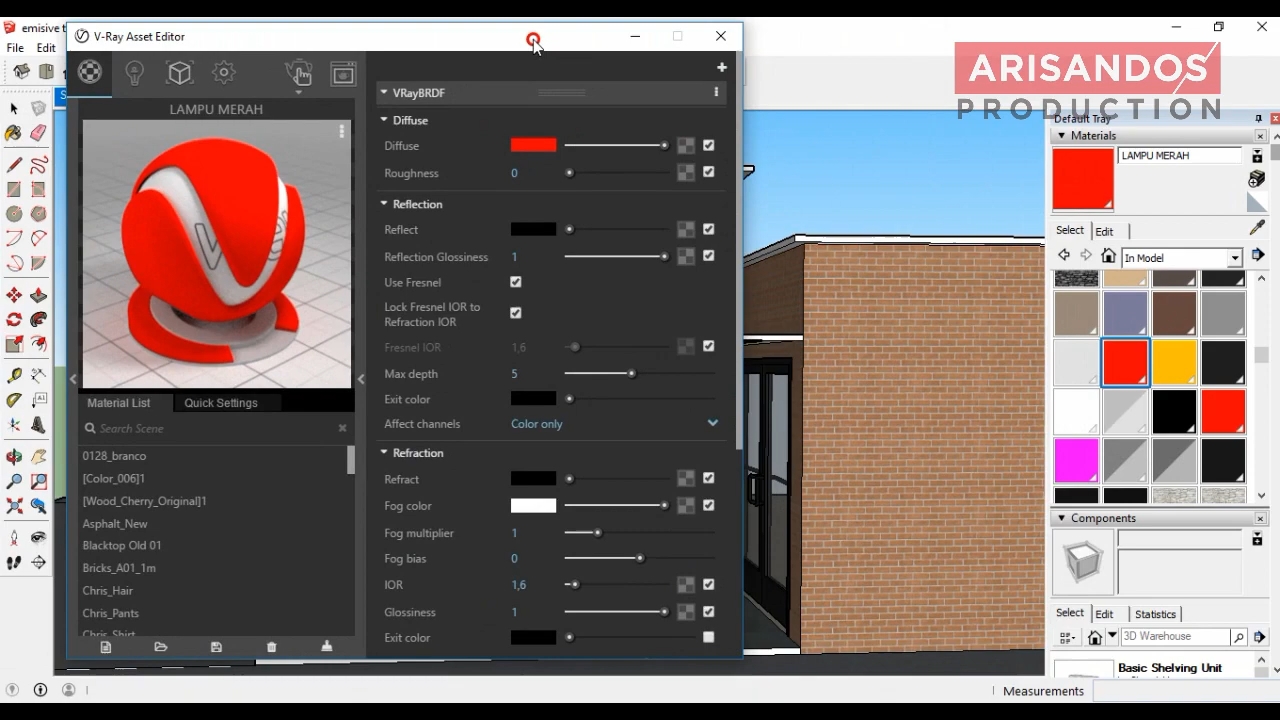 emisive t
File Edit
V-Ray Asset Editor
ARISANDOS
PRODUCTION
LAMPU MERAH
VRayBRDF
Diffuse
Diffuse
Roughness 0
Reflection
Reflect
Reflection Glossiness 1
Use Fresnel
Lock Fresnel IOR to
Refraction IOR
Fresnel IOR 1,6
Max depth 5
Exit color
Affect channels Color only
Refraction
Refract
Fog color
Fog multiplier 1
Fog bias 0
IOR 1,6
Glossiness 1
Exit color
Material List Quick Settings
Search Scene
0128_branco
[Color_006]1
[Wood_Cherry_Original]1
Asphalt_New
Blacktop Old 01
Bricks_A01_1m
Chris_Hair
Chris_Pants
Chris_Shirt
Default Tray
Materials
LAMPU MERAH
Select Edit
In Model
Components
Select Edit Statistics
3D Warehouse
Basic Shelving Unit
Measurements